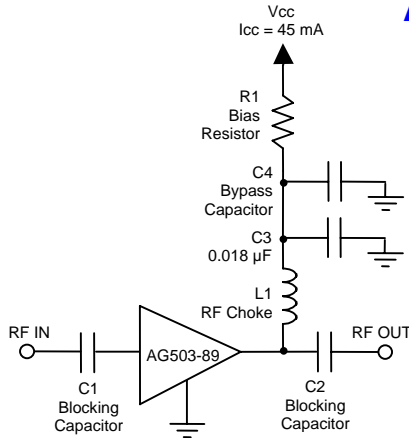 Vcc
Icc = 45 mA
R1
Bias
Resistor
C4
Bypass
Capacitor
C3
0.018 µF
L1
RF Choke
RF IN
AG503-89
RF OUT
C1
Blocking
Capacitor
C2
Blocking
Capacitor